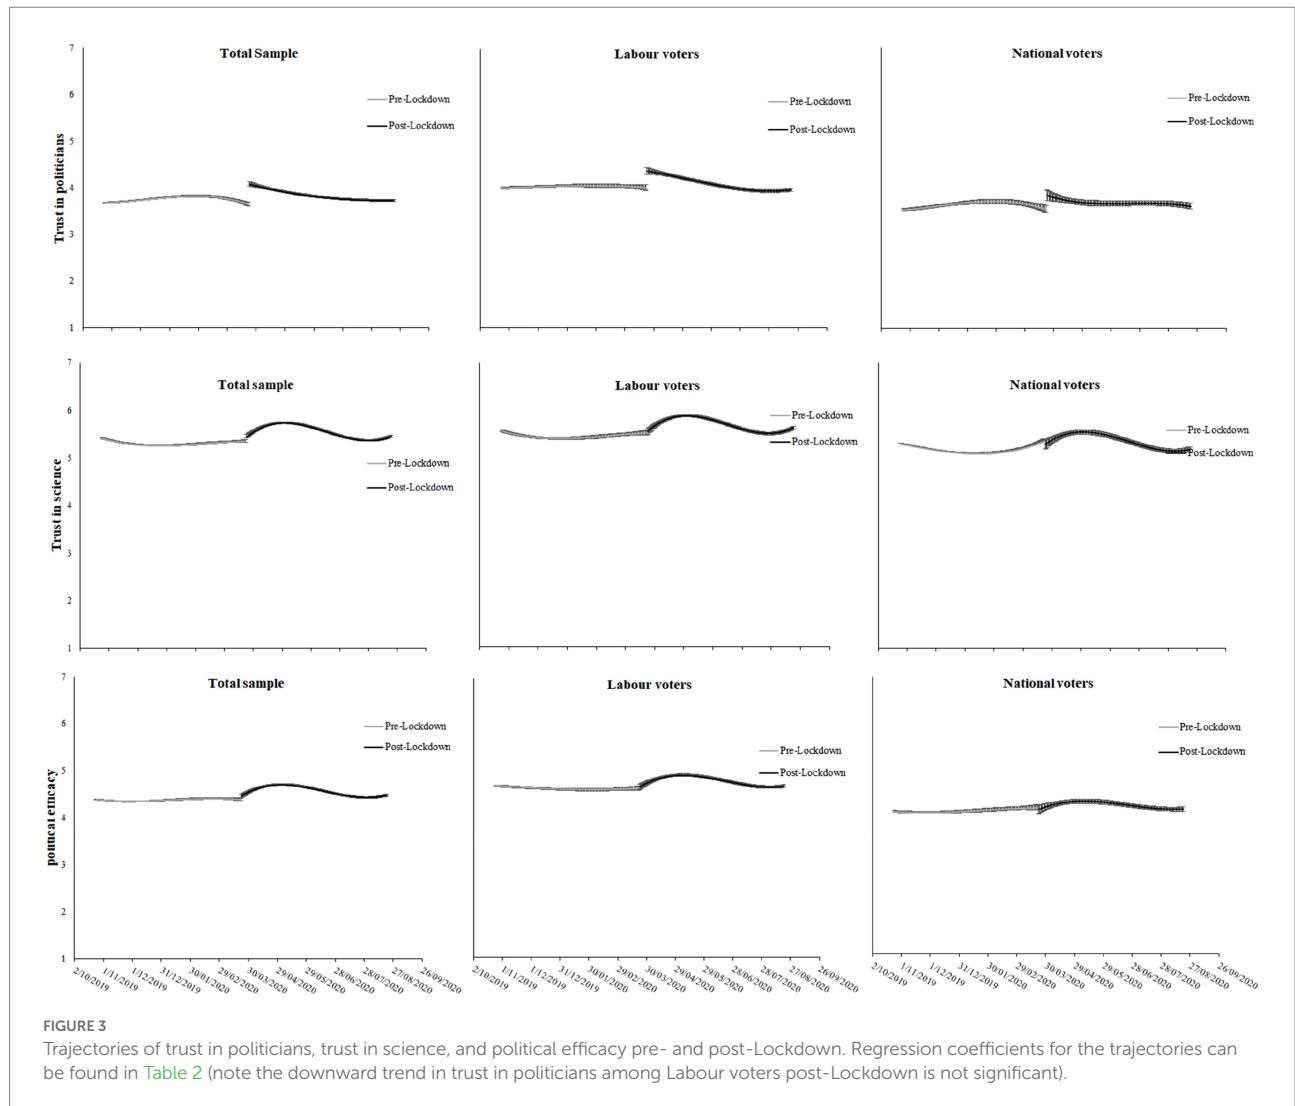 Total Sample
Labour voters
National voters
7
6
5
4
3
2
1
Trust in politicians
Pre-Lockdown
Post-Lockdown
Pre-Lockdown
Post-Lockdown
Pre-Lockdown
Post-Lockdown
Total sample
Labour voters
National voters
7
6
5
4
3
2
1
Trust in science
Pre-Lockdown
Post-Lockdown
Pre-Lockdown
Post-Lockdown
Pre-Lockdown
Post-Lockdown
Total sample
Labour voters
National voters
7
6
5
4
3
2
1
political efficacy
Pre-Lockdown
Post-Lockdown
Pre-Lockdown
Post-Lockdown
Pre-Lockdown
Post-Lockdown
2/10/2019
1/11/2019
1/12/2019
31/12/2019
30/01/2020
29/02/2020
30/03/2020
29/04/2020
29/05/2020
28/06/2020
28/07/2020
27/08/2020
26/09/2020
2/10/2019
1/11/2019
1/12/2019
31/12/2019
30/01/2020
29/02/2020
30/03/2020
29/04/2020
29/05/2020
28/06/2020
28/07/2020
27/08/2020
26/09/2020
2/10/2019
1/11/2019
1/12/2019
31/12/2019
30/01/2020
29/02/2020
30/03/2020
29/04/2020
29/05/2020
28/06/2020
28/07/2020
27/08/2020
26/09/2020
FIGURE 3
Trajectories of trust in politicians, trust in science, and political efficacy pre- and post-Lockdown. Regression coefficients for the trajectories can
be found in Table 2 (note the downward trend in trust in politicians among Labour voters post-Lockdown is not significant).